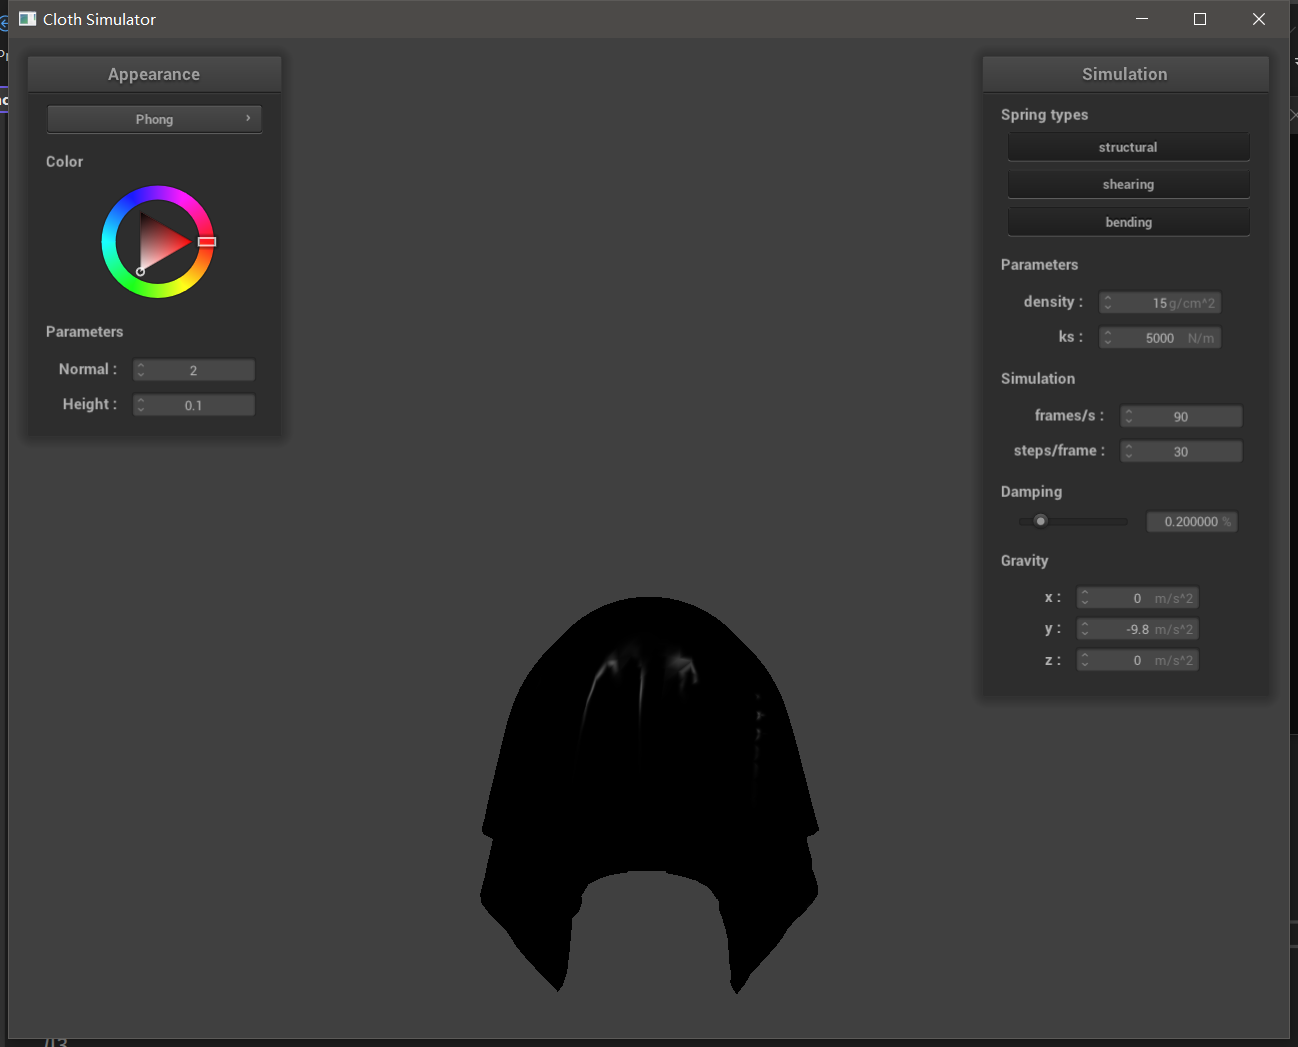 Cloth Simulator
Appearance
Phong
Color
Parameters
Normal : 2
Height : 0.1
Simulation
Spring types
structural
shearing
bending
Parameters
density : 15 g/cm^2
ks : 5000 N/m
Simulation
frames/s : 90
steps/frame : 30
Damping
0.200000 %
Gravity
x : 0 m/s^2
y : -9.8 m/s^2
z : 0 m/s^2